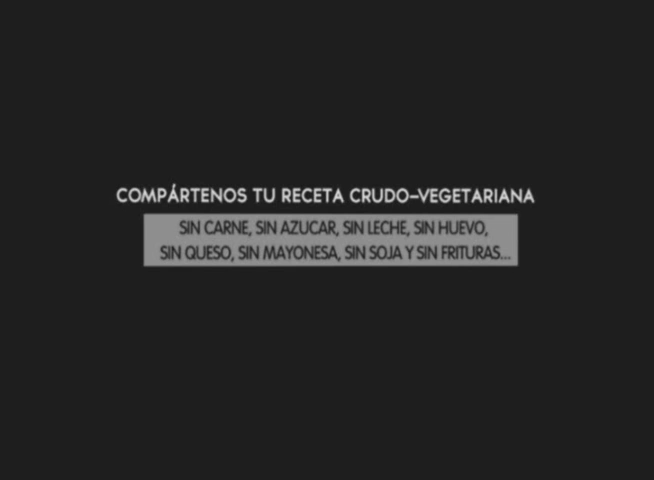 COMPÁRTENOS TU RECETA CRUDO-VEGETARIANA
SIN CARNE, SIN AZUCAR, SIN LECHE, SIN HUEVO,
SIN QUESO, SIN MAYONESA, SIN SOJA Y SIN FRITURAS...